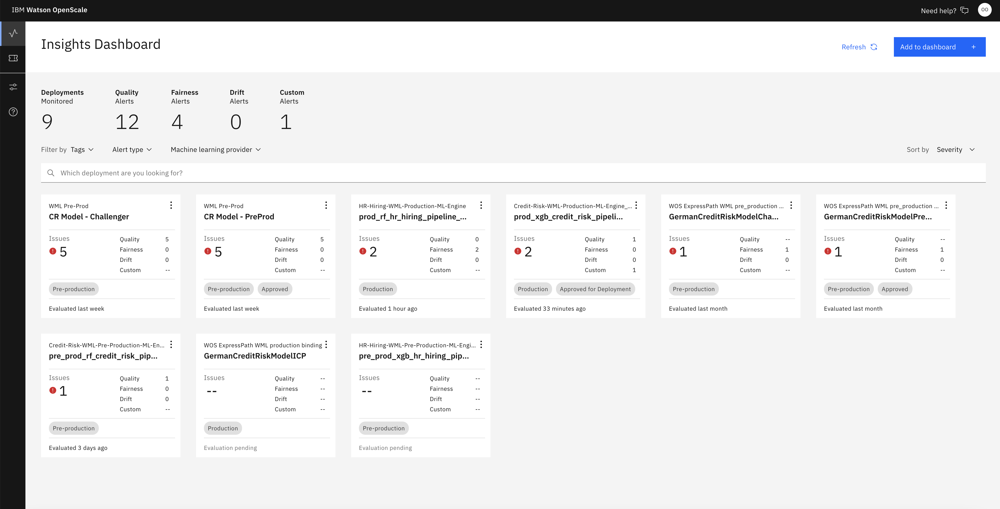 IBM Watson OpenScale
Need help?
OO
Insights Dashboard
Refresh
Add to dashboard +
Deployments Monitored
9
Quality Alerts
12
Fairness Alerts
4
Drift Alerts
0
Custom Alerts
1
Filter by Tags
Alert type
Machine learning provider
Sort by Severity
Which deployment are you looking for?
WML Pre-Prod
CR Model - Challenger
Issues
5
Quality 5
Fairness 0
Drift 0
Custom --
Pre-production
Evaluated last week
WML Pre-Prod
CR Model - PreProd
Issues
5
Quality 5
Fairness 0
Drift 0
Custom --
Pre-production Approved
Evaluated last week
HR-Hiring-WML-Production-ML-Engine
prod_rf_hr_hiring_pipeline_...
Issues
2
Quality 0
Fairness 2
Drift 0
Custom --
Production
Evaluated 1 hour ago
Credit-Risk-WML-Production-ML-Engine_...
prod_xgb_credit_risk_pipeli...
Issues
2
Quality 1
Fairness 0
Drift 0
Custom 1
Production Approved for Deployment
Evaluated 33 minutes ago
WOS ExpressPath WML pre_production ...
GermanCreditRiskModelCha...
Issues
1
Quality --
Fairness 1
Drift 0
Custom --
Pre-production
Evaluated last month
WOS ExpressPath WML pre_production ...
GermanCreditRiskModelPre...
Issues
1
Quality --
Fairness 1
Drift 0
Custom --
Pre-production Approved
Evaluated last month
Credit-Risk-WML-Pre-Production-ML-En...
pre_prod_rf_credit_risk_pip...
Issues
1
Quality 1
Fairness 0
Drift 0
Custom --
Pre-production
Evaluated 3 days ago
WOS ExpressPath WML production binding
GermanCreditRiskModelICP
Issues
--
Quality --
Fairness --
Drift --
Custom --
Production
Evaluation pending
HR-Hiring-WML-Pre-Production-ML-Engi...
pre_prod_xgb_hr_hiring_pip...
Issues
--
Quality --
Fairness --
Drift --
Custom --
Pre-production
Evaluation pending